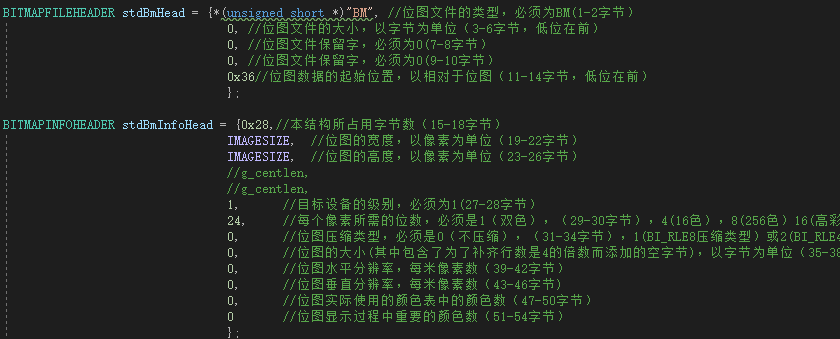 BITMAPFILEHEADER stdBmHead = {*(unsigned short *)"BM", //位图文件的类型，必须为BM(1-2字节)
0, //位图文件的大小，以字节为单位（3-6字节，低位在前）
0, //位图文件保留字，必须为0(7-8字节)
0, //位图文件保留字，必须为0(9-10字节)
0x36//位图数据的起始位置，以相对于位图（11-14字节，低位在前）
};
BITMAPINFOHEADER stdBmInfoHead = {0x28,//本结构所占用字节数（15-18字节）
IMAGESIZE, //位图的宽度，以像素为单位（19-22字节）
IMAGESIZE, //位图的高度，以像素为单位（23-26字节）
//g_centlen,
//g_centlen,
1, //目标设备的级别，必须为1(27-28字节)
24, //每个像素所需的位数，必须是1（双色），（29-30字节），4(16色），8(256色）16(高彩
0, //位图压缩类型，必须是0（不压缩），（31-34字节），1(BI_RLE8压缩类型）或2(BI_RLE4
0, //位图的大小(其中包含了为了补齐行数是4的倍数而添加的空字节)，以字节为单位（35-38
0, //位图水平分辨率，每米像素数（39-42字节）
0, //位图垂直分辨率，每米像素数（43-46字节）
0, //位图实际使用的颜色表中的颜色数（47-50字节）
0 //位图显示过程中重要的颜色数（51-54字节）
};